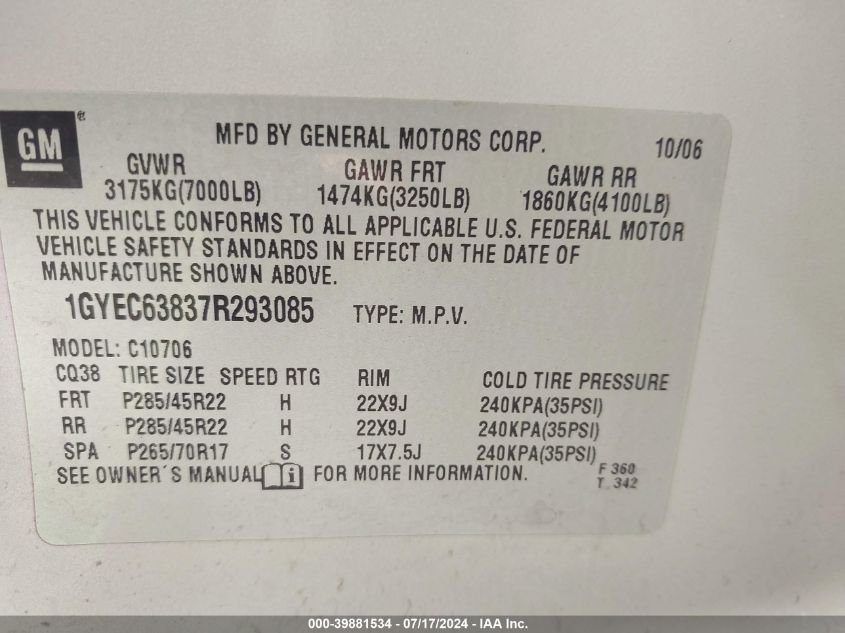 GM
MFD BY GENERAL MOTORS CORP. 10/06
GVWR GAWR FRT GAWR RR
3175KG(7000LB) 1474KG(3250LB) 1860KG(4100LB)
THIS VEHICLE CONFORMS TO ALL APPLICABLE U.S. FEDERAL MOTOR
VEHICLE SAFETY STANDARDS IN EFFECT ON THE DATE OF
MANUFACTURE SHOWN ABOVE.
1GYEC63837R293085 TYPE: M.P.V.
MODEL: C10706
CQ38 TIRE SIZE SPEED RTG RIM COLD TIRE PRESSURE
FRT P285/45R22 H 22X9J 240KPA(35PSI)
RR P285/45R22 H 22X9J 240KPA(35PSI)
SPA P265/70R17 S 17X7.5J 240KPA(35PSI)
SEE OWNER´S MANUAL FOR MORE INFORMATION.
F 360
T 342
000-39881534 - 07/17/2024 - IAA Inc.